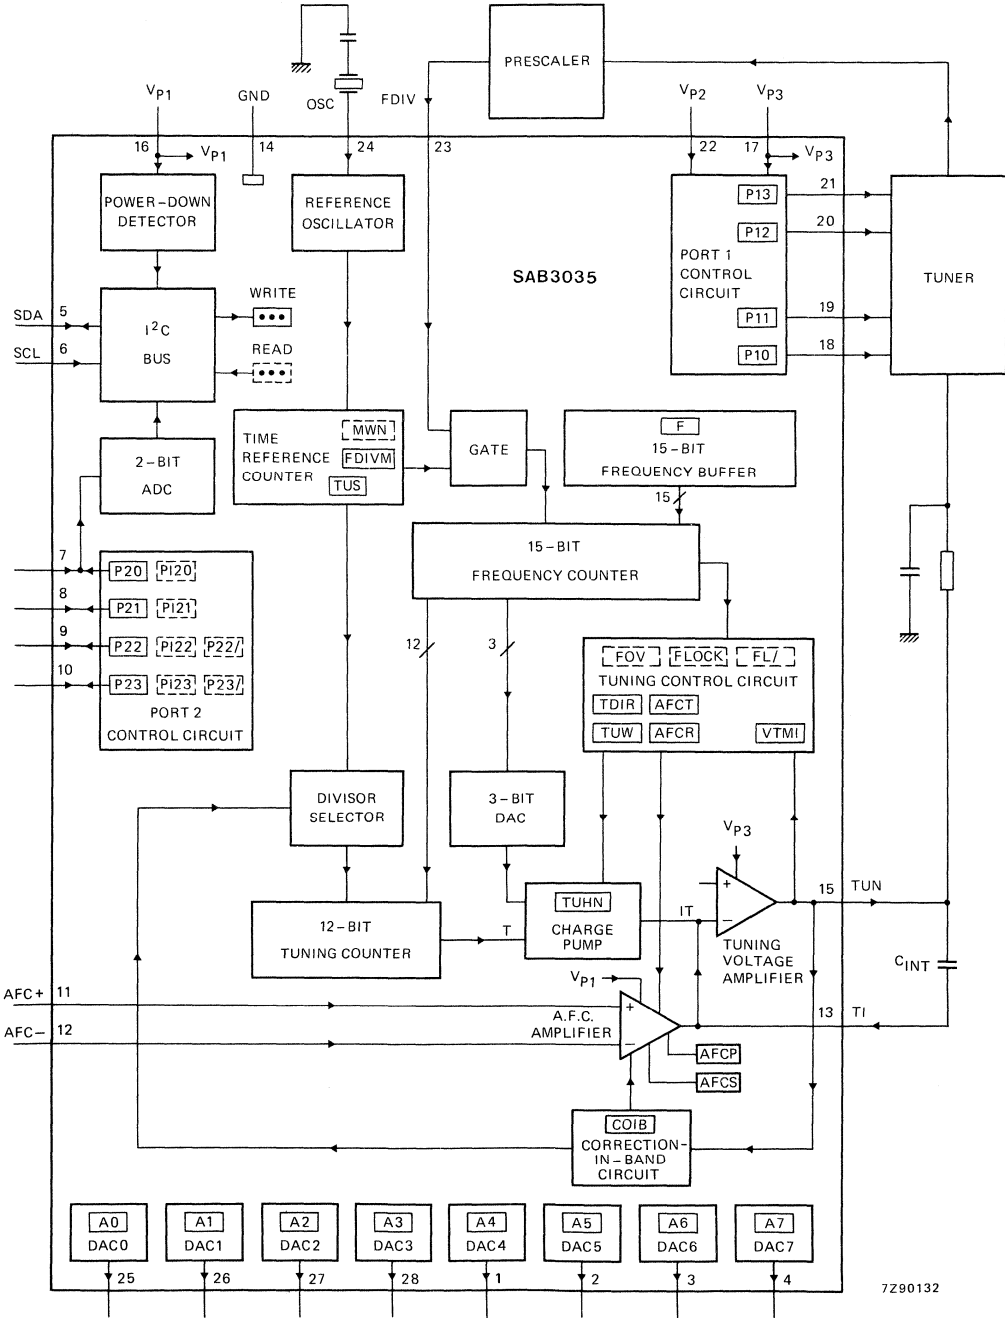 PRESCALER
VP1
GND
OSC
FDIV
VP2
VP3
16
VP1
14
24
23
22
17
VP3
POWER-DOWN
DETECTOR
REFERENCE
OSCILLATOR
P13
21
P12
20
PORT 1
CONTROL
CIRCUIT
SAB3035
TUNER
P11
19
P10
18
SDA 5
SCL 6
I²C
BUS
WRITE
READ
2-BIT
ADC
TIME
REFERENCE
COUNTER
MWN
FDIVM
TUS
GATE
F
15-BIT
FREQUENCY BUFFER
15
15-BIT
FREQUENCY COUNTER
7
P20 PI20
8
P21 PI21
9
P22 PI22 P22/
10
P23 PI23 P23/
PORT 2
CONTROL CIRCUIT
12
3
FOV FLOCK FL/
TUNING CONTROL CIRCUIT
TDIR AFCT
TUW AFCR VTMI
DIVISOR
SELECTOR
3-BIT
DAC
VP3
+
−
15 TUN
TUNING
VOLTAGE
AMPLIFIER
12-BIT
TUNING COUNTER
T
TUHN
CHARGE
PUMP
IT
CINT
VP1
AFC+ 11
AFC− 12
A.F.C.
AMPLIFIER
+
−
13 TI
AFCP
AFCS
COIB
CORRECTION-
IN-BAND
CIRCUIT
A0 A1 A2 A3 A4 A5 A6 A7
DAC0 DAC1 DAC2 DAC3 DAC4 DAC5 DAC6 DAC7
25 26 27 28 1 2 3 4
7Z90132